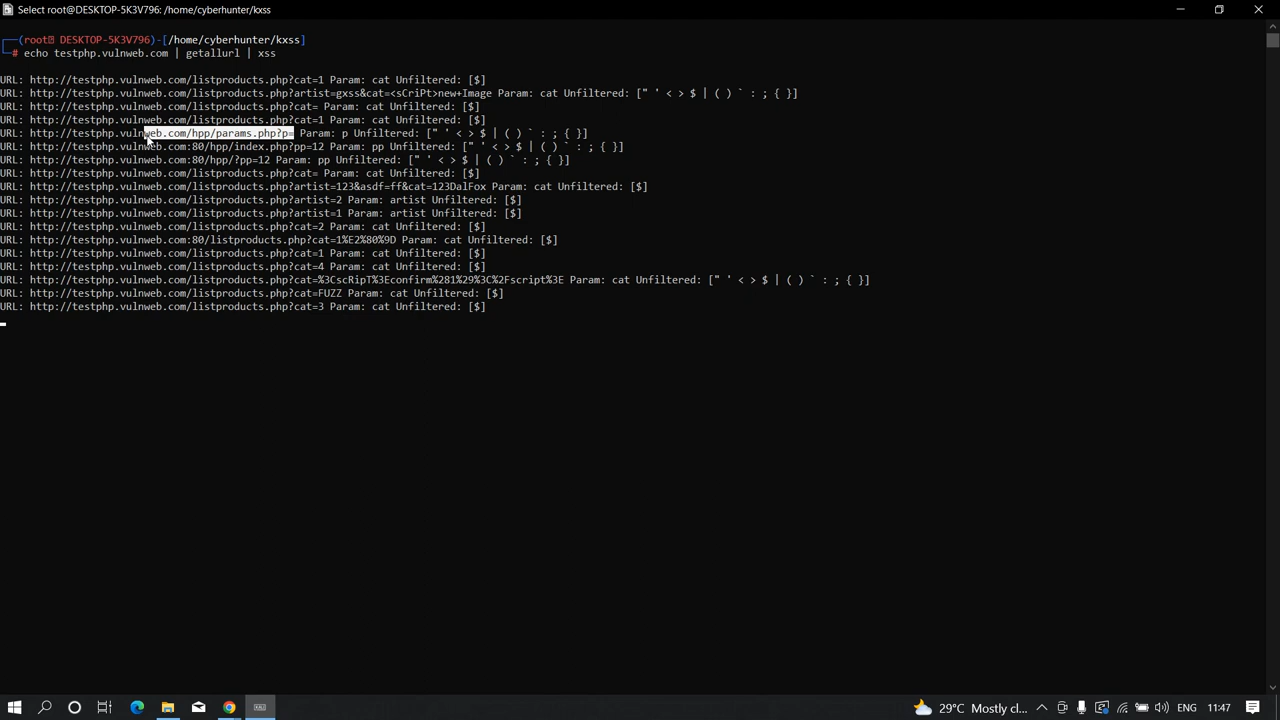 Select root@DESKTOP-5K3V796: /home/cyberhunter/kxss
(root DESKTOP-5K3V796)-[/home/cyberhunter/kxss]
# echo testphp.vulnweb.com | getallurl | xss
URL: http://testphp.vulnweb.com/listproducts.php?cat=1 Param: cat Unfiltered: [$]
URL: http://testphp.vulnweb.com/listproducts.php?artist=gxss&cat=<sCriPt>new+Image Param: cat Unfiltered: [" ' < > $ | ( ) ` : ; { }]
URL: http://testphp.vulnweb.com/listproducts.php?cat= Param: cat Unfiltered: [$]
URL: http://testphp.vulnweb.com/listproducts.php?cat=1 Param: cat Unfiltered: [$]
URL: http://testphp.vulnweb.com/hpp/params.php?p= Param: p Unfiltered: [" ' < > $ | ( ) ` : ; { }]
URL: http://testphp.vulnweb.com:80/hpp/index.php?pp=12 Param: pp Unfiltered: [" ' < > $ | ( ) ` : ; { }]
URL: http://testphp.vulnweb.com:80/hpp/?pp=12 Param: pp Unfiltered: [" ' < > $ | ( ) ` : ; { }]
URL: http://testphp.vulnweb.com/listproducts.php?cat= Param: cat Unfiltered: [$]
URL: http://testphp.vulnweb.com/listproducts.php?artist=123&asdf=ff&cat=123DalFox Param: cat Unfiltered: [$]
URL: http://testphp.vulnweb.com/listproducts.php?artist=2 Param: artist Unfiltered: [$]
URL: http://testphp.vulnweb.com/listproducts.php?artist=1 Param: artist Unfiltered: [$]
URL: http://testphp.vulnweb.com/listproducts.php?cat=2 Param: cat Unfiltered: [$]
URL: http://testphp.vulnweb.com:80/listproducts.php?cat=1%E2%80%9D Param: cat Unfiltered: [$]
URL: http://testphp.vulnweb.com/listproducts.php?cat=1 Param: cat Unfiltered: [$]
URL: http://testphp.vulnweb.com/listproducts.php?cat=4 Param: cat Unfiltered: [$]
URL: http://testphp.vulnweb.com/listproducts.php?cat=%3CscRipT%3Econfirm%281%29%3C%2Fscript%3E Param: cat Unfiltered: [" ' < > $ | ( ) ` : ; { }]
URL: http://testphp.vulnweb.com/listproducts.php?cat=FUZZ Param: cat Unfiltered: [$]
URL: http://testphp.vulnweb.com/listproducts.php?cat=3 Param: cat Unfiltered: [$]
29°C Mostly cl... ENG 11:47